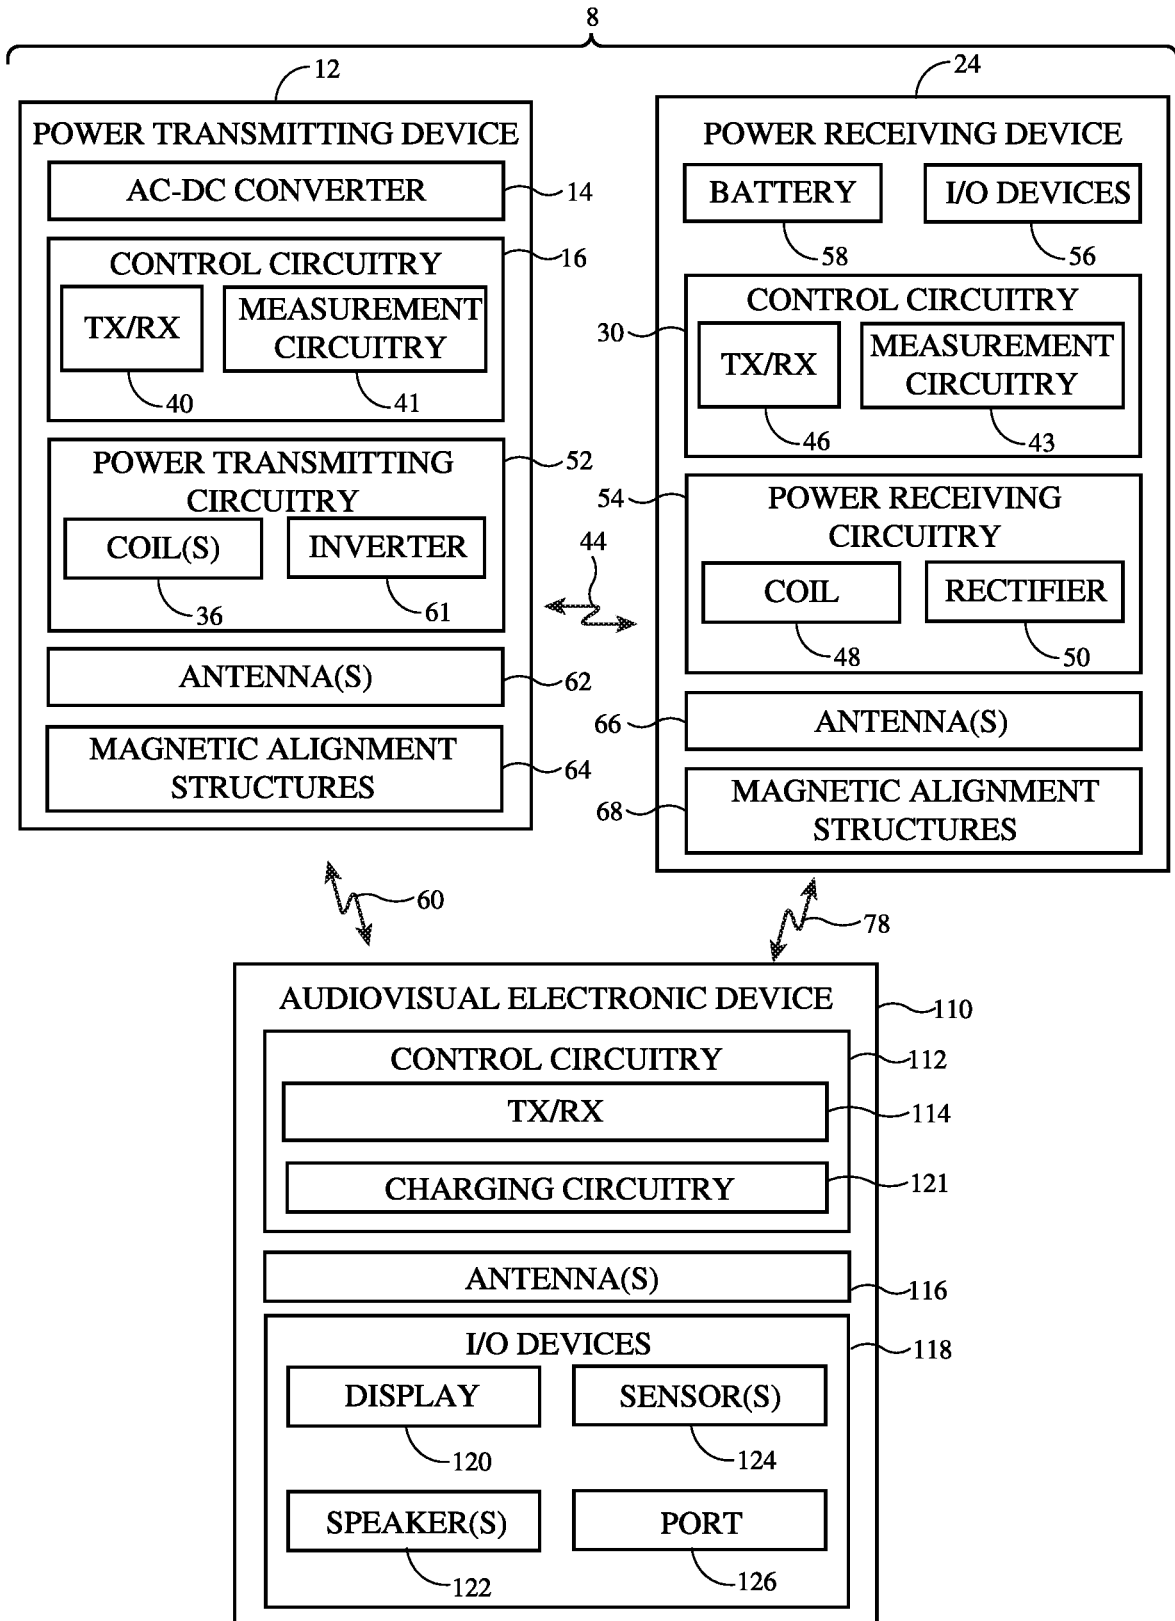 8
12
POWER TRANSMITTING DEVICE
AC-DC CONVERTER
14
CONTROL CIRCUITRY
16
TX/RX
MEASUREMENT
CIRCUITRY
40
41
POWER TRANSMITTING
CIRCUITRY
52
COIL(S)
INVERTER
36
61
ANTENNA(S)
62
MAGNETIC ALIGNMENT
STRUCTURES
64
44
24
POWER RECEIVING DEVICE
BATTERY
I/O DEVICES
58
56
CONTROL CIRCUITRY
30
TX/RX
MEASUREMENT
CIRCUITRY
46
43
54
POWER RECEIVING
CIRCUITRY
COIL
RECTIFIER
48
50
66
ANTENNA(S)
68
MAGNETIC ALIGNMENT
STRUCTURES
60
78
AUDIOVISUAL ELECTRONIC DEVICE
110
CONTROL CIRCUITRY
112
TX/RX
114
CHARGING CIRCUITRY
121
ANTENNA(S)
116
I/O DEVICES
118
DISPLAY
SENSOR(S)
120
124
SPEAKER(S)
PORT
122
126